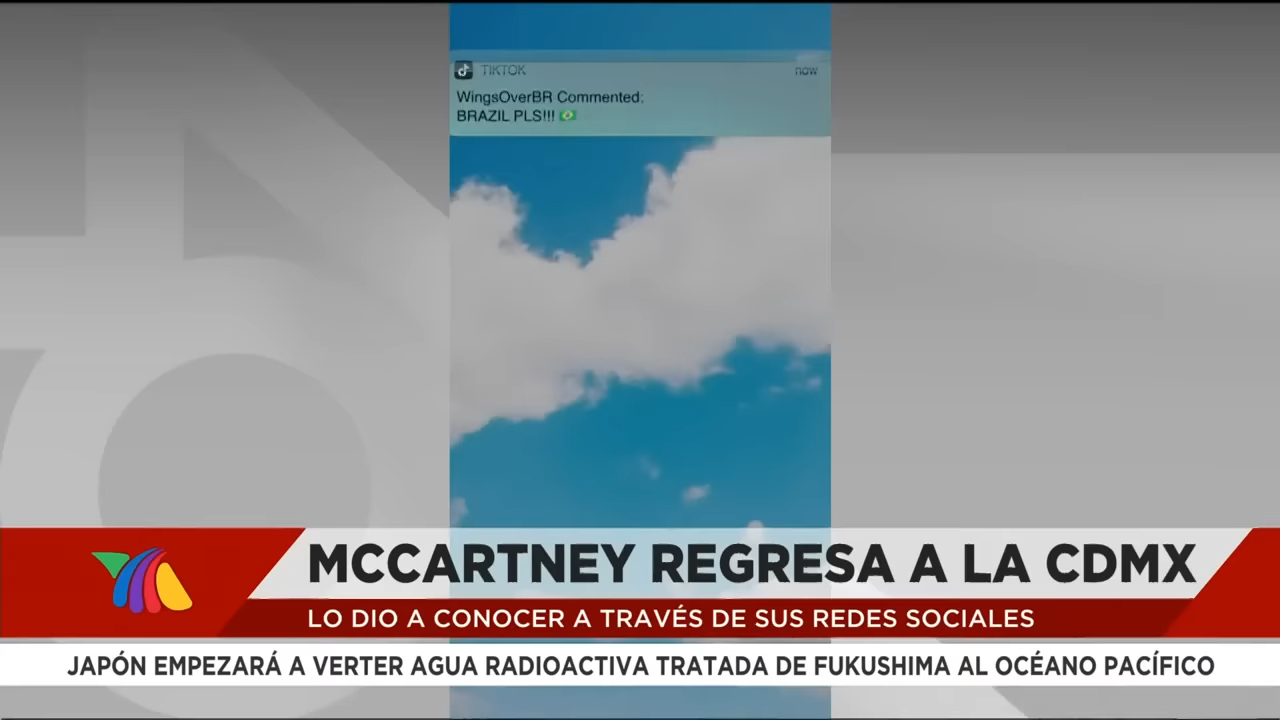 TIKTOK now
WingsOverBR Commented:
BRAZIL PLS!!!
MCCARTNEY REGRESA A LA CDMX
LO DIO A CONOCER A TRAVÉS DE SUS REDES SOCIALES
JAPÓN EMPEZARÁ A VERTER AGUA RADIOACTIVA TRATADA DE FUKUSHIMA AL OCÉANO PACÍFICO